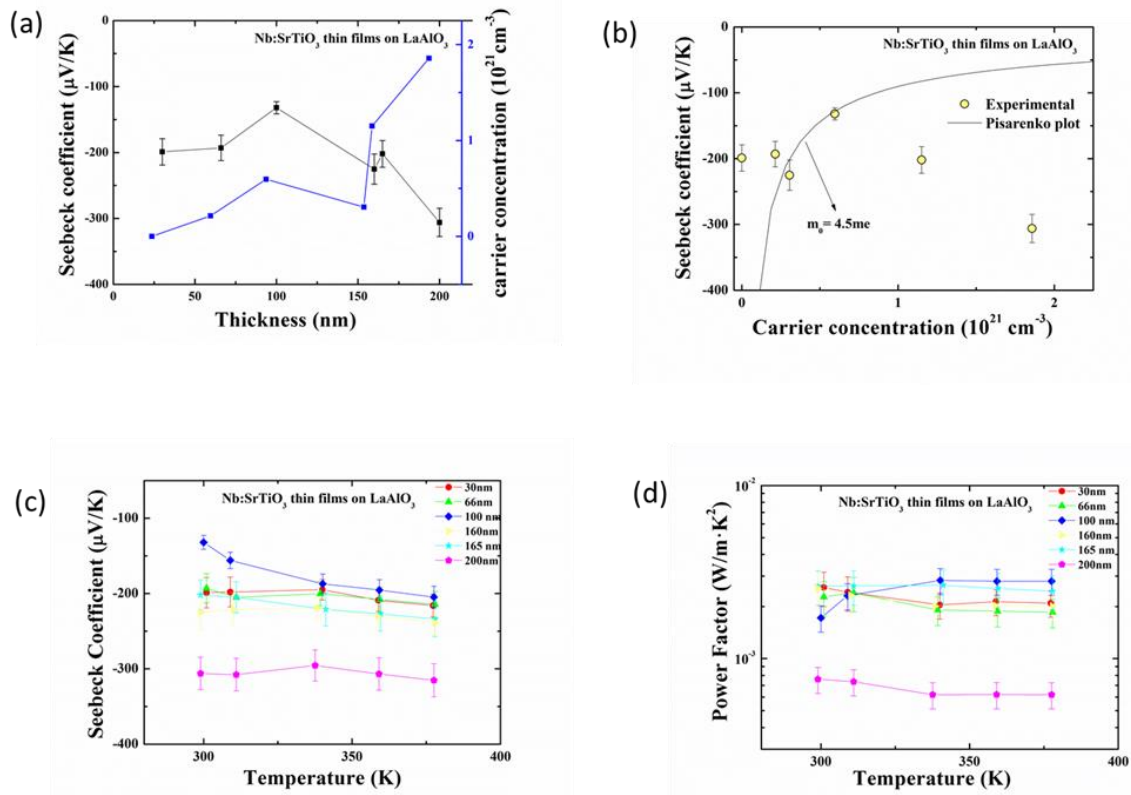 (a)
Nb:SrTiO3 thin films on LaAlO3
Seebeck coefficient (μV/K)
0
-100
-200
-300
-400
0 50 100 150 200
Thickness (nm)
2
1
0
carrier concentration (10^21 cm^-3)
(b)
Nb:SrTiO3 thin films on LaAlO3
Experimental
Pisarenko plot
m0= 4.5me
Seebeck coefficient (μV/K)
0
-100
-200
-300
-400
0 1 2
Carrier concentration (10^21 cm^-3)
(c)
Nb:SrTiO3 thin films on LaAlO3
30nm
66nm
100 nm
160nm
165 nm
200nm
Seebeck Coefficient (μV/K)
-100
-200
-300
-400
300 350 400
Temperature (K)
(d)
Nb:SrTiO3 thin films on LaAlO3
30nm
66nm
100 nm
160nm
165 nm
200nm
Power Factor (W/m·K^2)
10^-2
10^-3
300 350 400
Temperature (K)